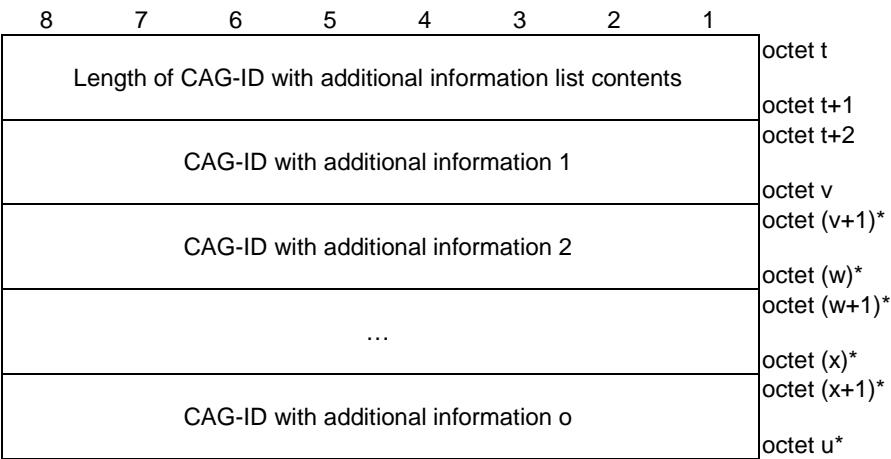 8 7 6 5 4 3 2 1
octet t
Length of CAG-ID with additional information list contents
octet t+1
octet t+2
CAG-ID with additional information 1
octet v
octet (v+1)*
CAG-ID with additional information 2
octet (w)*
octet (w+1)*
…
octet (x)*
octet (x+1)*
CAG-ID with additional information o
octet u*